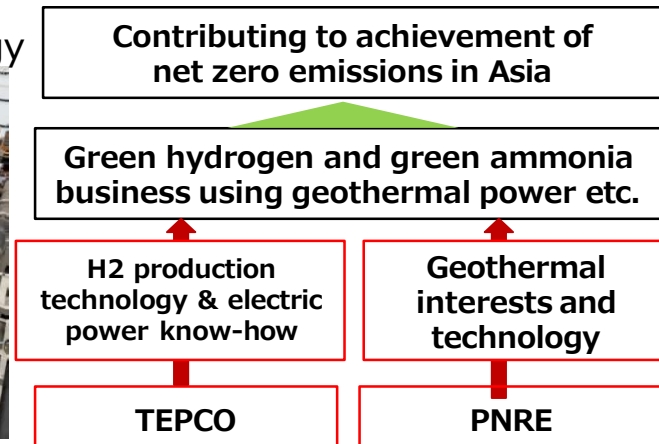 gy
Contributing to achievement of
net zero emissions in Asia
Green hydrogen and green ammonia
business using geothermal power etc.
H2 production
technology & electric
power know-how
Geothermal
interests and
technology
TEPCO
PNRE